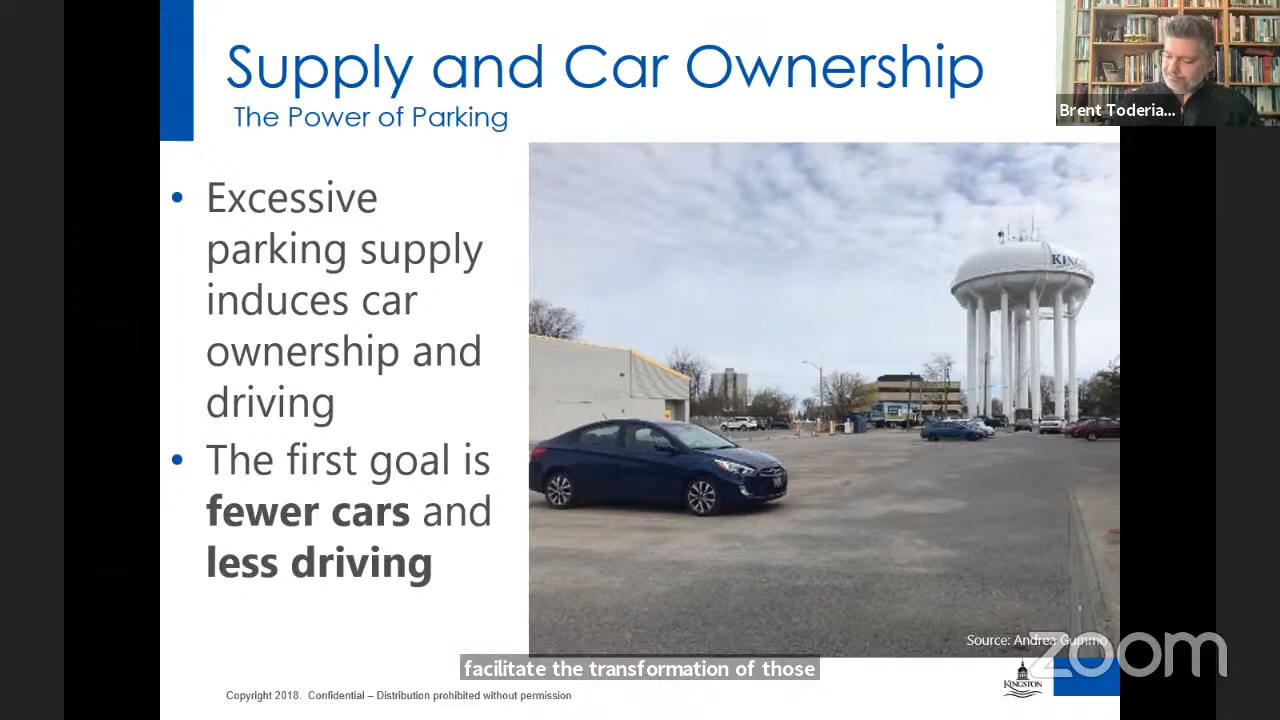 Supply and Car Ownership
The Power of Parking
Brent Toderia...
• Excessive
parking supply
induces car
ownership and
driving
• The first goal is
fewer cars and
less driving
KING
Source: Andrea Gummo
zoom
facilitate the transformation of those
KINGSTON
Copyright 2018. Confidential – Distribution prohibited without permission